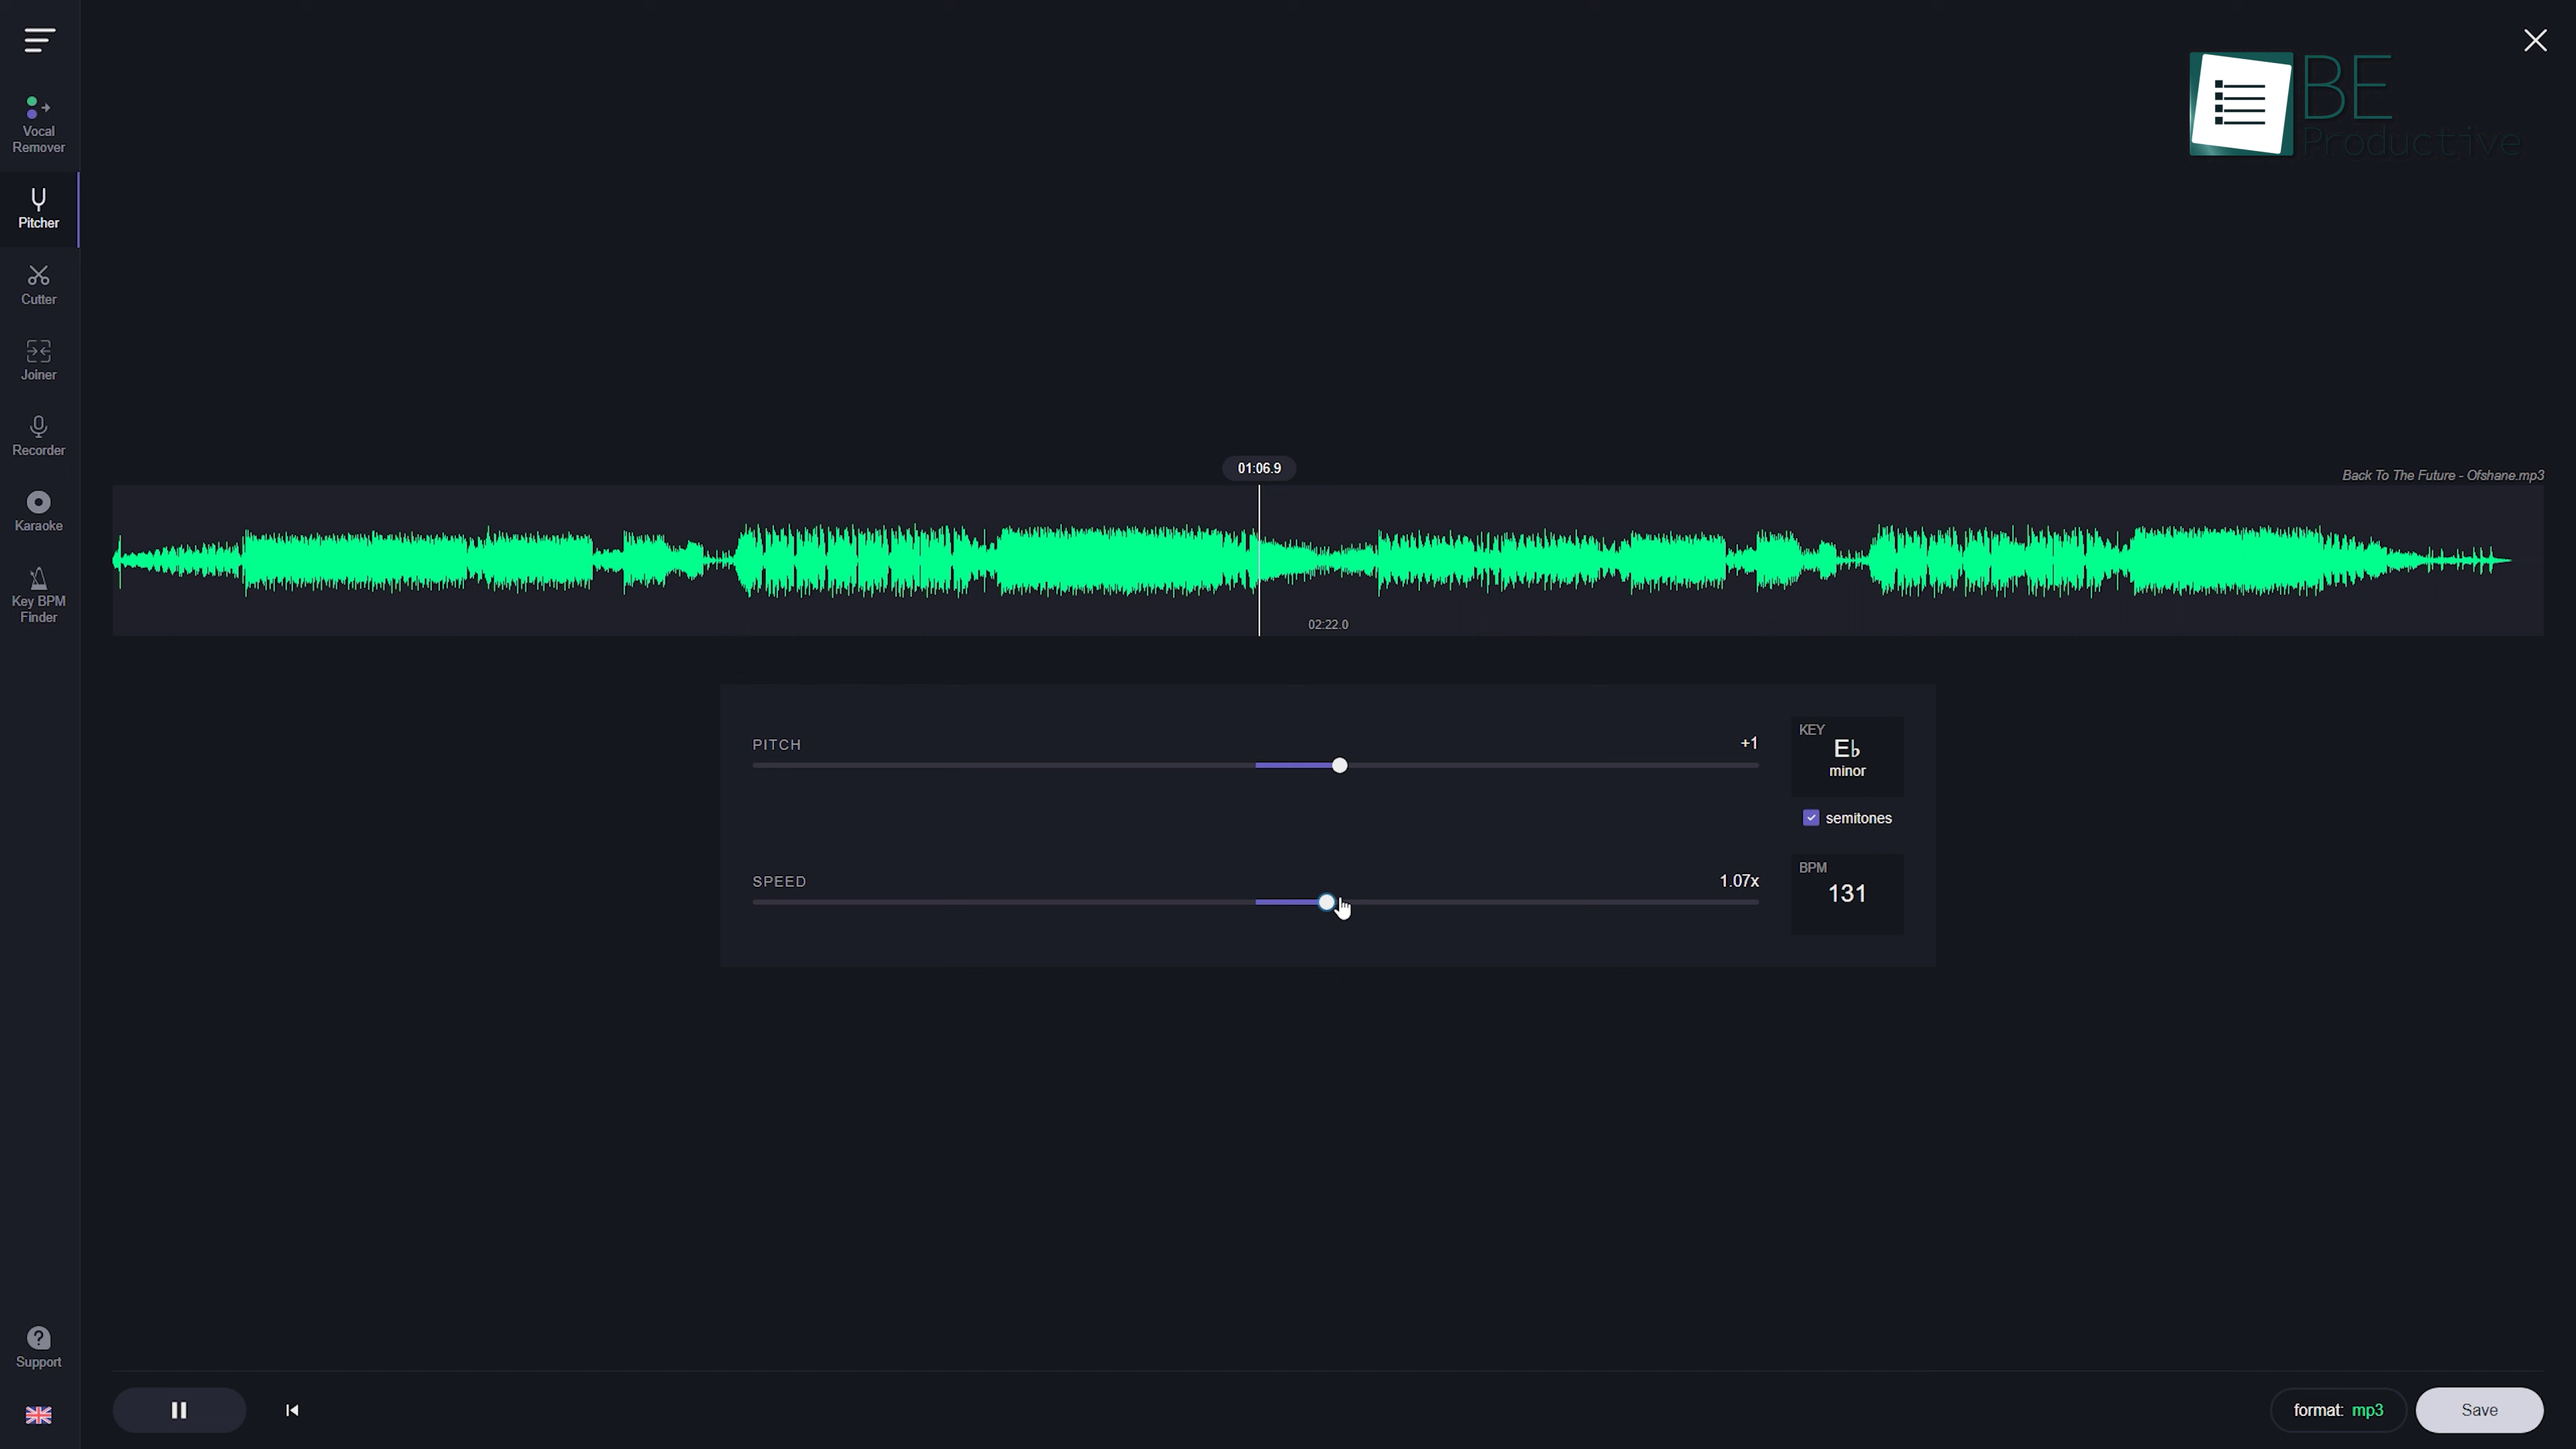 BE
Producttive
Vocal
Remover
Pitcher
Cutter
Joiner
Recorder
Karaoke
Key BPM
Finder
01:06.9
Back To The Future - Ofshane.mp3
02:22.0
PITCH
+1
KEY
E♭
minor
semitones
SPEED
1.07x
BPM
131
Support
format: mp3
Save